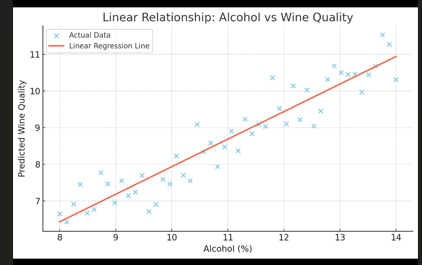 Linear Relationship: Alcohol vs Wine Quality
Actual Data
Linear Regression Line
Predicted Wine Quality
11
10
9
8
7
8 9 10 11 12 13 14
Alcohol (%)